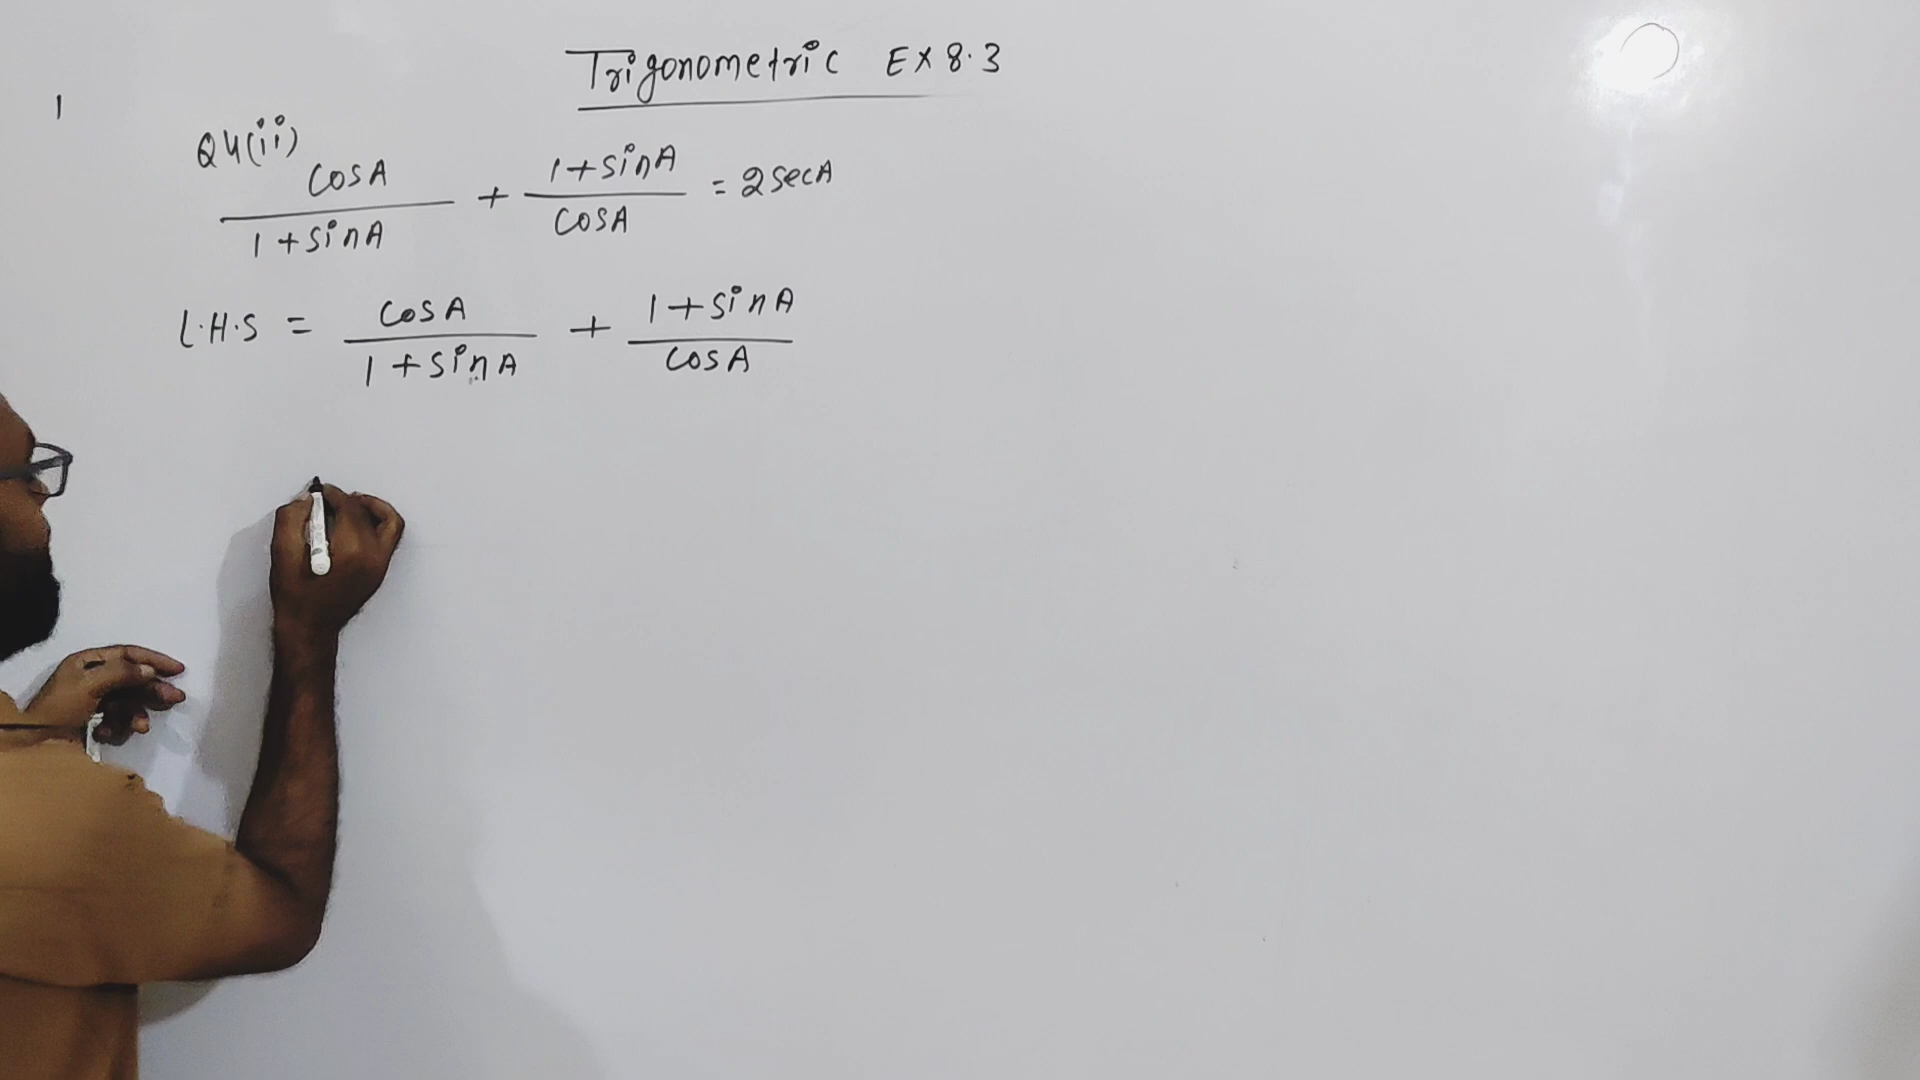 Trigonometric Ex 8.3
1
Q4(ii)
cosA/1+sinA + 1+sinA/cosA = 2secA
L.H.S = cosA/1+sinA + 1+sinA/cosA